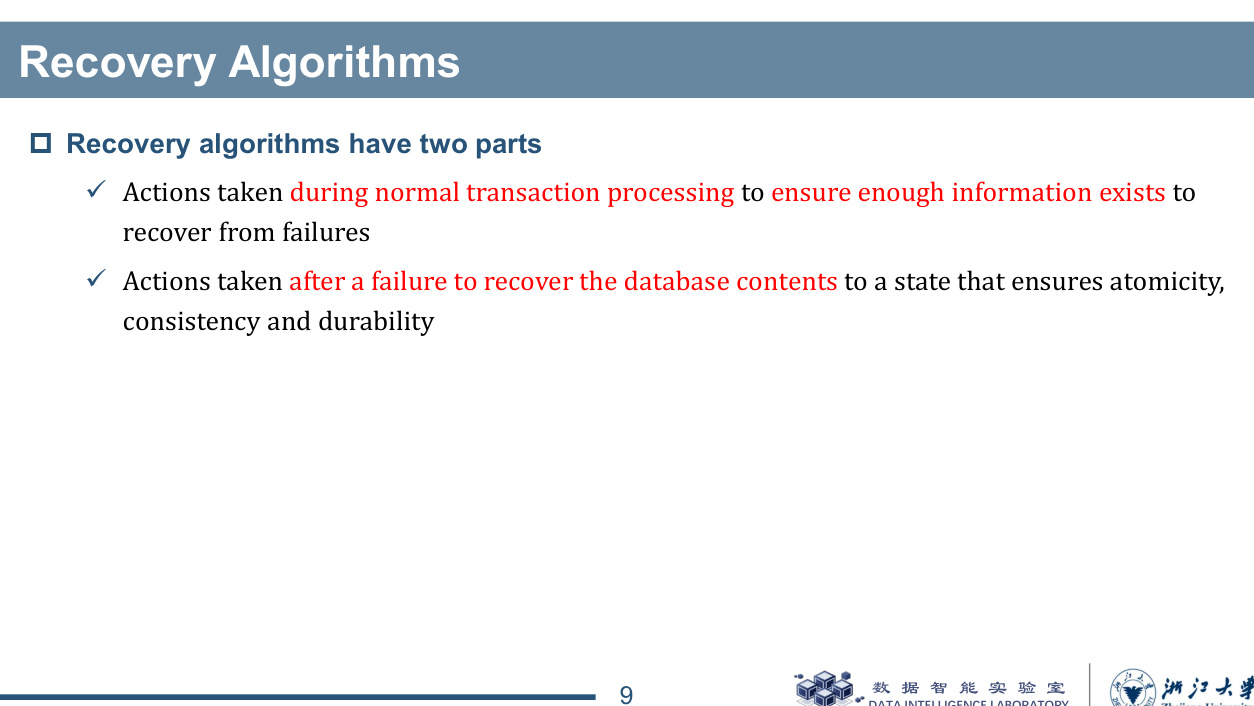 Recovery Algorithms
Recovery algorithms have two parts
Actions taken during normal transaction processing to ensure enough information exists to
recover from failures
Actions taken after a failure to recover the database contents to a state that ensures atomicity,
consistency and durability
9
数据智能实验室
DATA INTELLIGENCE LABORATORY
浙江大学
Zhejiang University